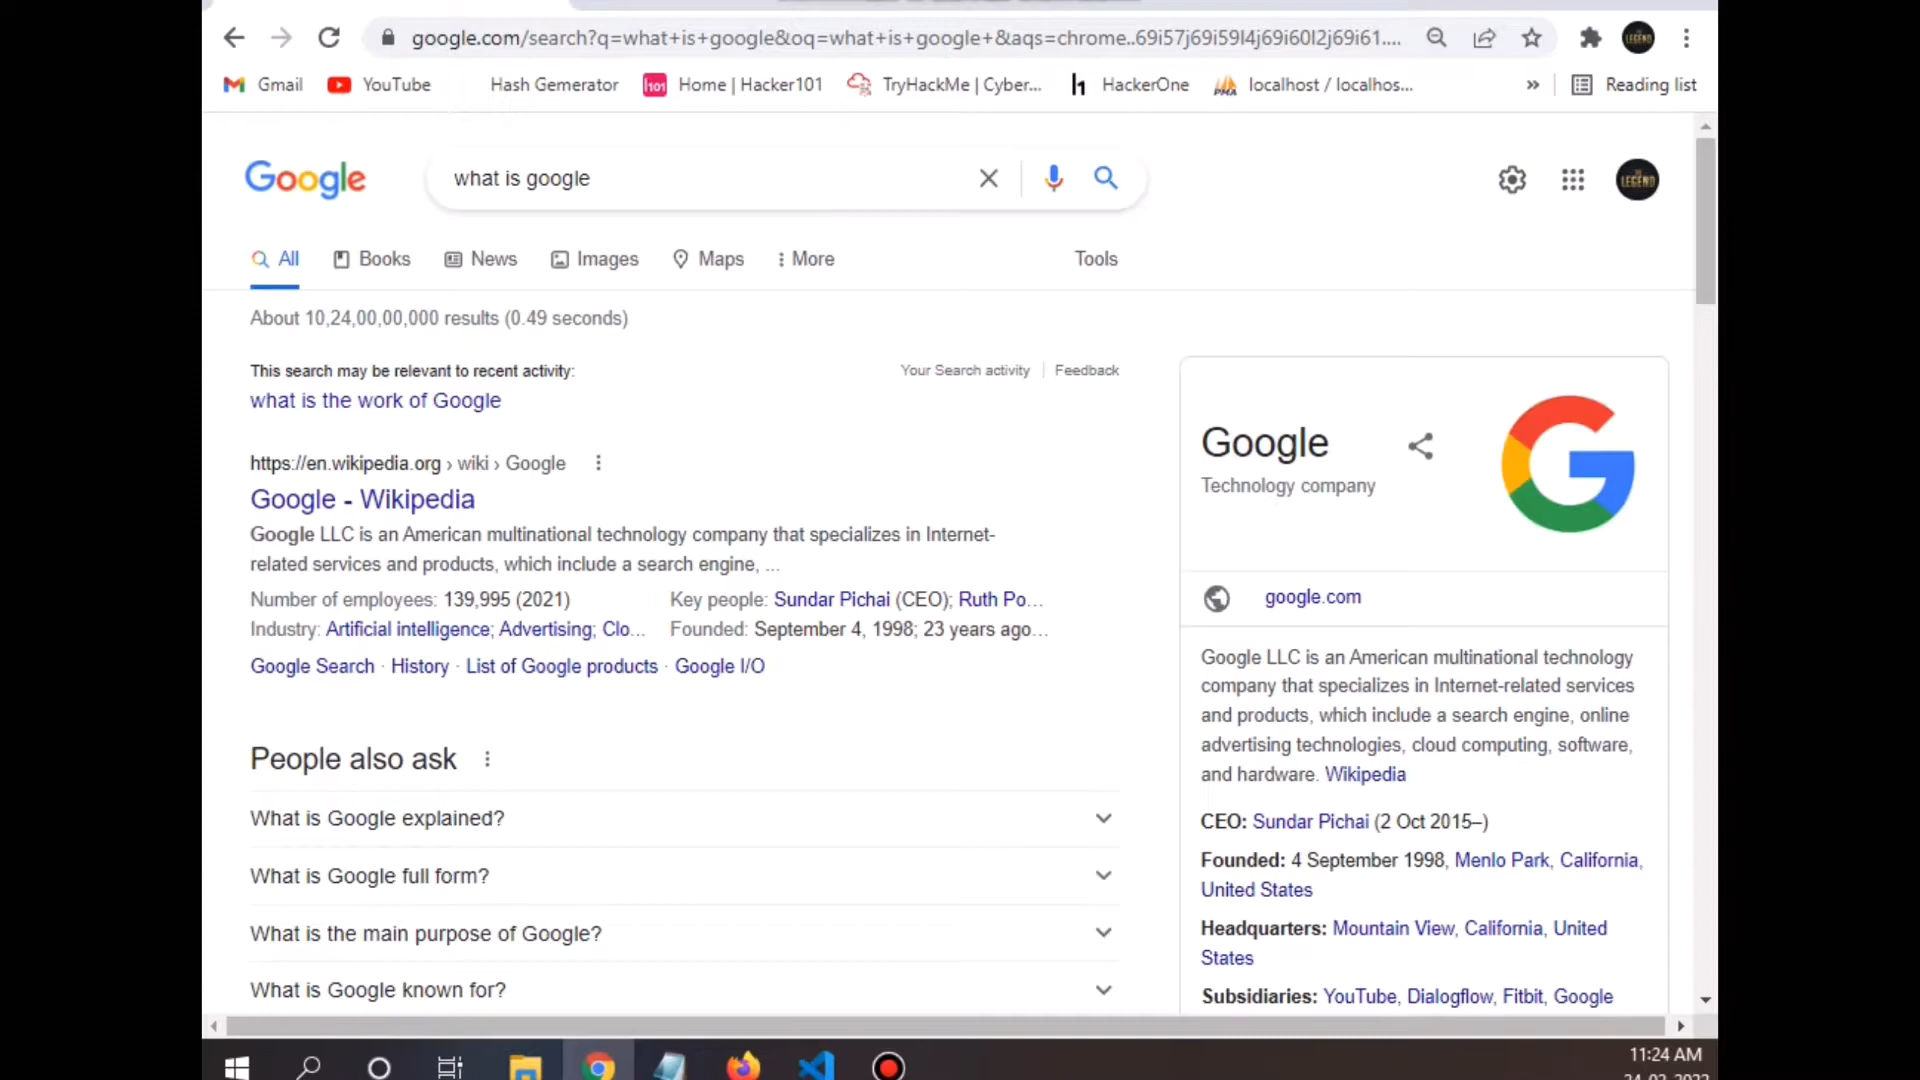 google.com/search?q=what+is+google&oq=what+is+google+&aqs=chrome..69i57j69i59l4j69i60l2j69i61....
Gmail YouTube Hash Gemerator Home | Hacker101 TryHackMe | Cyber... HackerOne localhost / localhos... » Reading list
Google what is google
LEGEND
All Books News Images Maps More Tools
About 10,24,00,00,000 results (0.49 seconds)
This search may be relevant to recent activity: Your Search activity Feedback
what is the work of Google
https://en.wikipedia.org › wiki › Google
Google - Wikipedia
Google LLC is an American multinational technology company that specializes in Internet-
related services and products, which include a search engine, ...
Number of employees: 139,995 (2021) Key people: Sundar Pichai (CEO); Ruth Po...
Industry: Artificial intelligence; Advertising; Clo... Founded: September 4, 1998; 23 years ago...
Google Search · History · List of Google products · Google I/O
People also ask
What is Google explained?
What is Google full form?
What is the main purpose of Google?
What is Google known for?
Google
Technology company
google.com
Google LLC is an American multinational technology
company that specializes in Internet-related services
and products, which include a search engine, online
advertising technologies, cloud computing, software,
and hardware. Wikipedia
CEO: Sundar Pichai (2 Oct 2015–)
Founded: 4 September 1998, Menlo Park, California,
United States
Headquarters: Mountain View, California, United
States
Subsidiaries: YouTube, Dialogflow, Fitbit, Google
11:24 AM